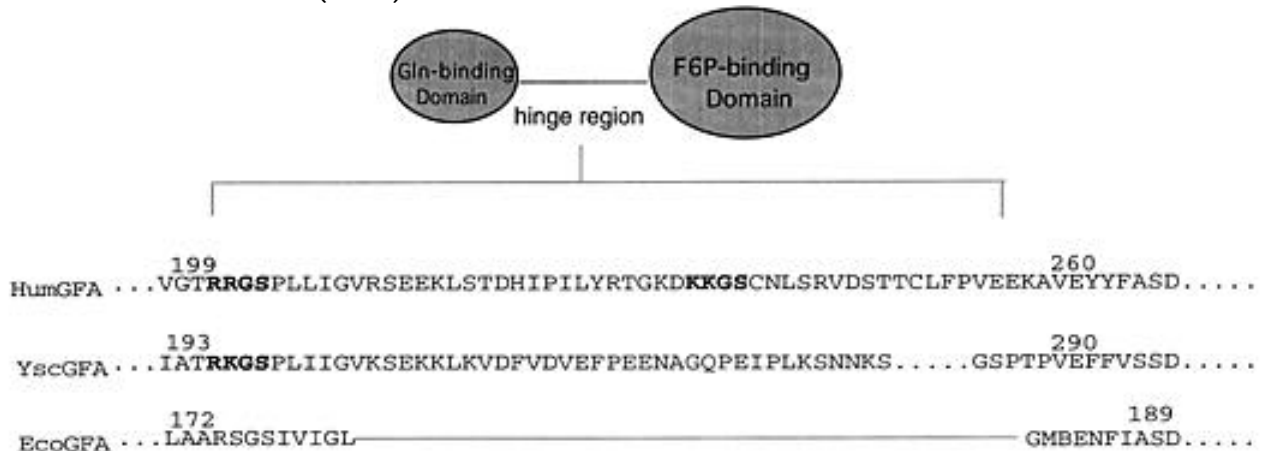 Gln-binding
Domain
F6P-binding
Domain
hinge region
199
260
HumGFA ...VGTRRGSPLLIGVRSEEKLSTDHIPILYRTGKDKKGSCNLSRVDSTTCLFPVEEKAVEYYFASD.....
193
290
YscGFA ...IATRKGSPLIIGVKSEKKLKVDFVDVEFPEENAGQPEIPLKSNNKS.....GSPTPVEFFVSSD.....
172
189
EcoGFA ...LAARSGSIVIGL GMBENFIASD.....